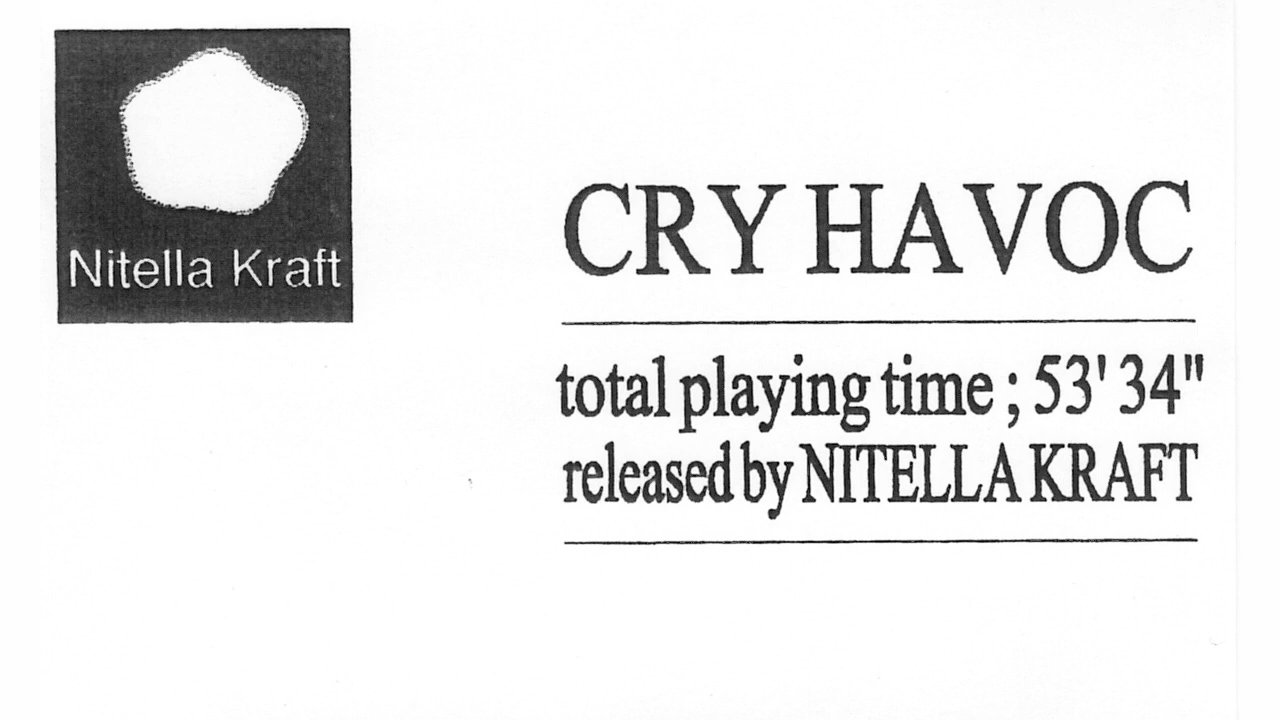 Nitella Kraft
CRY HAVOC
total playing time ; 53' 34"
released by NITELLA KRAFT